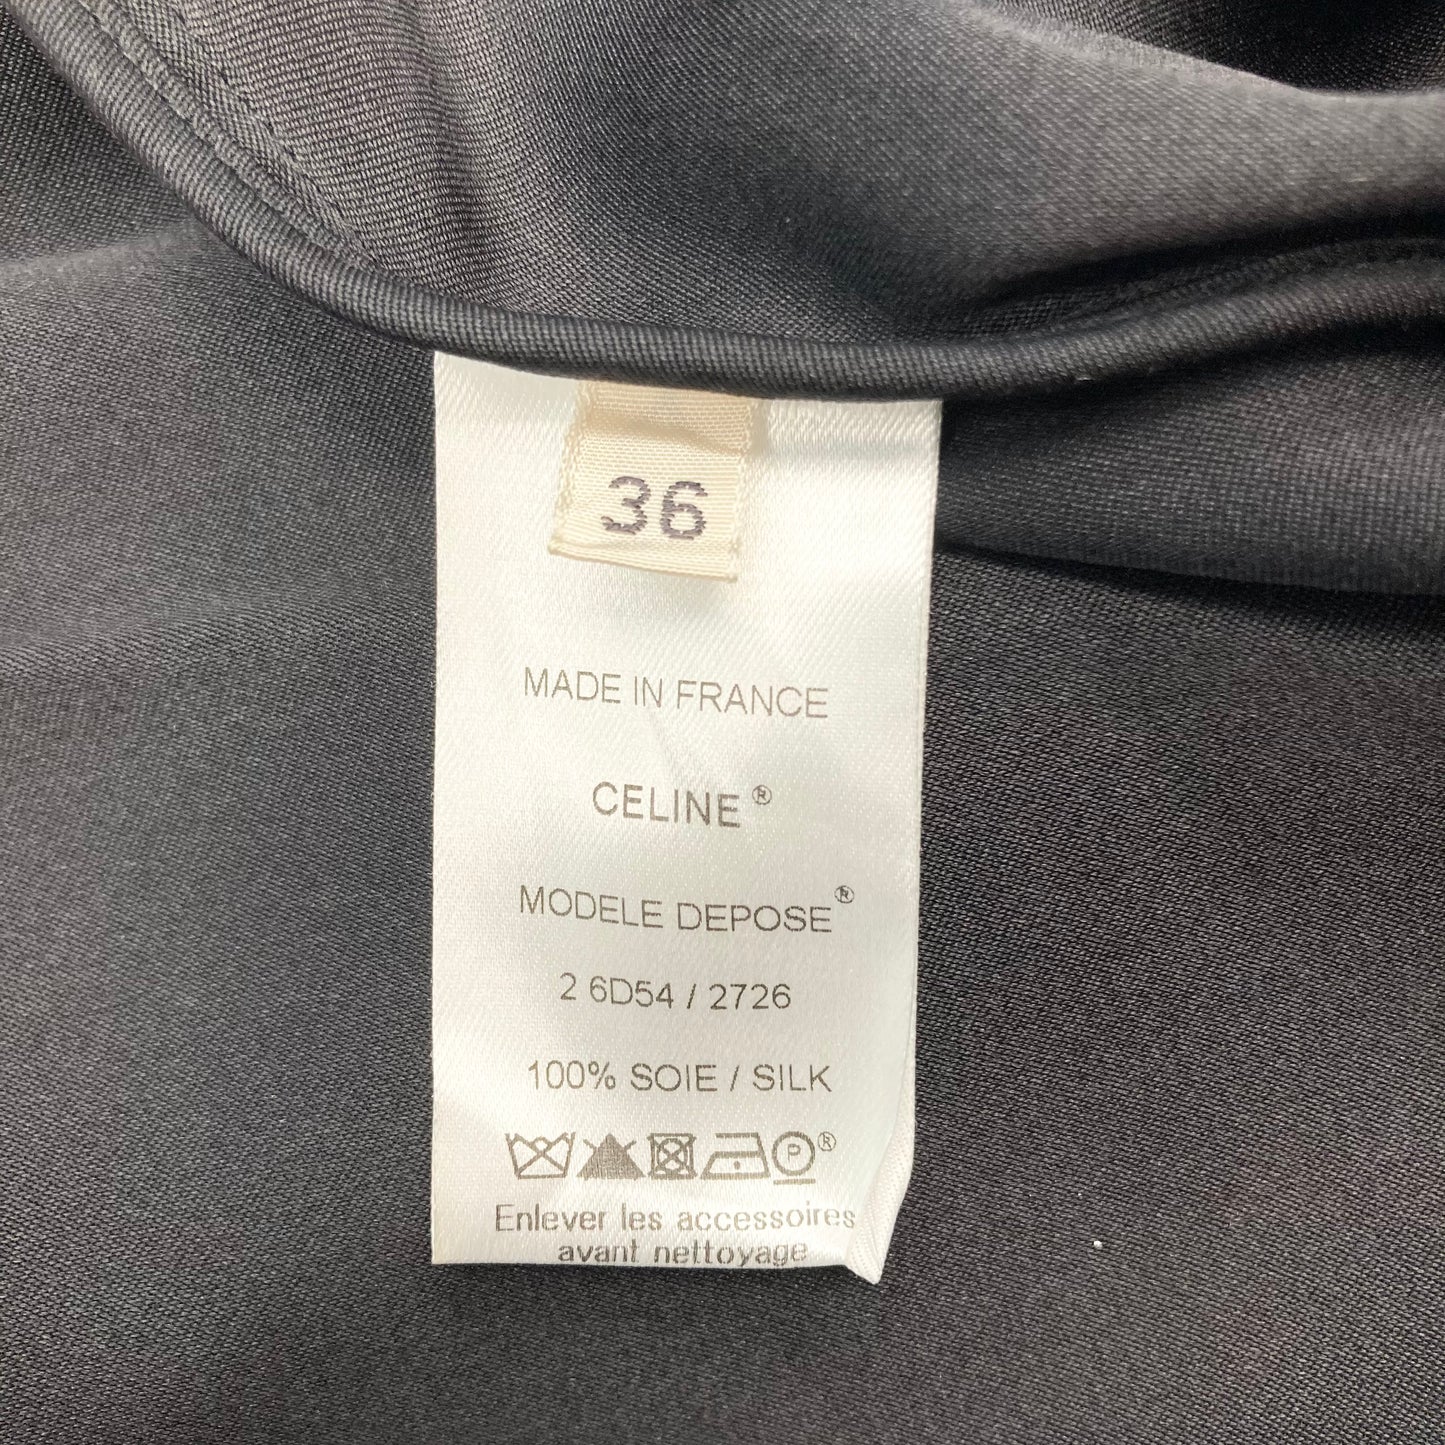 36
MADE IN FRANCE
CELINE®
MODELE DEPOSE®
2 6D54 / 2726
100% SOIE / SILK
P ®
Enlever les accessoires
avant nettoyage